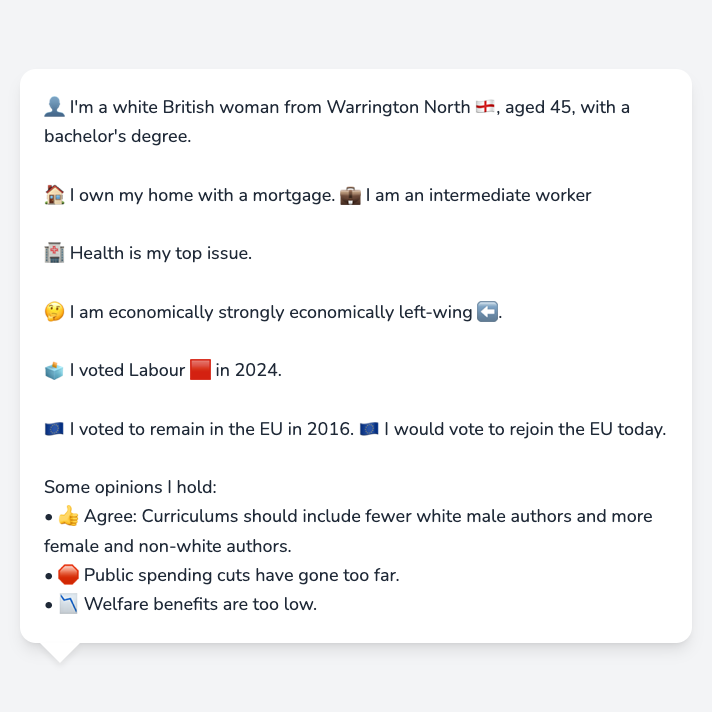 👤 I'm a white British woman from Warrington North 🏴󠁧󠁢󠁥󠁮󠁧󠁿, aged 45, with a
bachelor's degree.
🏠 I own my home with a mortgage. 💼 I am an intermediate worker
🏥 Health is my top issue.
🤔 I am economically strongly economically left-wing ⬅️.
🗳️ I voted Labour 🟥 in 2024.
🇪🇺 I voted to remain in the EU in 2016. 🇪🇺 I would vote to rejoin the EU today.
Some opinions I hold:
• 👍 Agree: Curriculums should include fewer white male authors and more
female and non-white authors.
• 🛑 Public spending cuts have gone too far.
• 📉 Welfare benefits are too low.